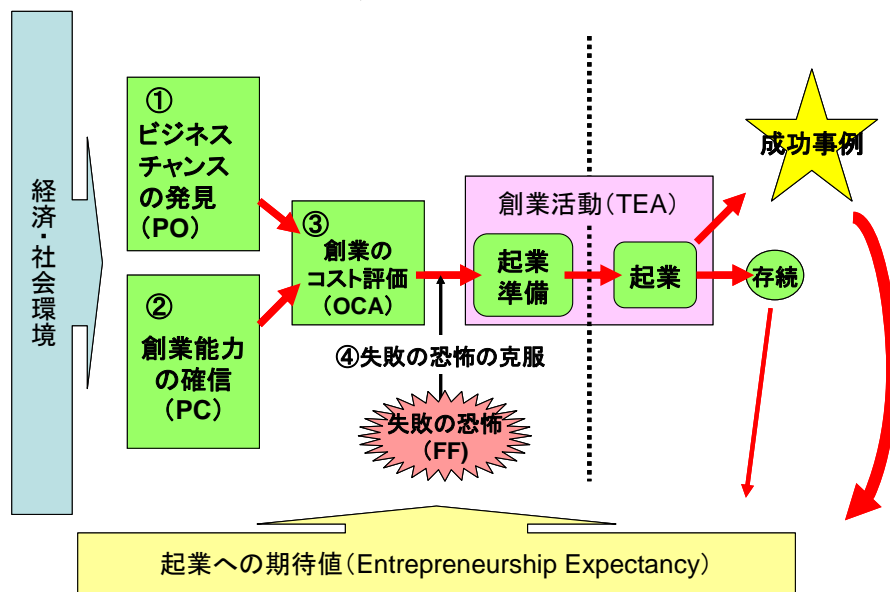 経済・社会環境
①
ビジネス
チャンス
の発見
(PO)
②
創業能力
の確信
(PC)
③
創業の
コスト評価
(OCA)
④失敗の恐怖の克服
失敗の恐怖
(FF)
創業活動(TEA)
起業
準備
起業
成功事例
存続
起業への期待値(Entrepreneurship Expectancy)